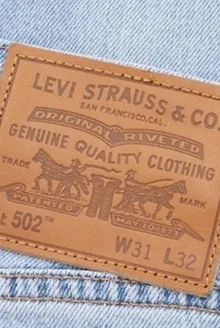 LEVI STRAUSS & CO.
SAN FRANCISCO, CAL.
ORIGINAL RIVETED
GENUINE QUALITY CLOTHING
TRADE MARK
PATENTED MAY 20 1873
502™
W31 L32